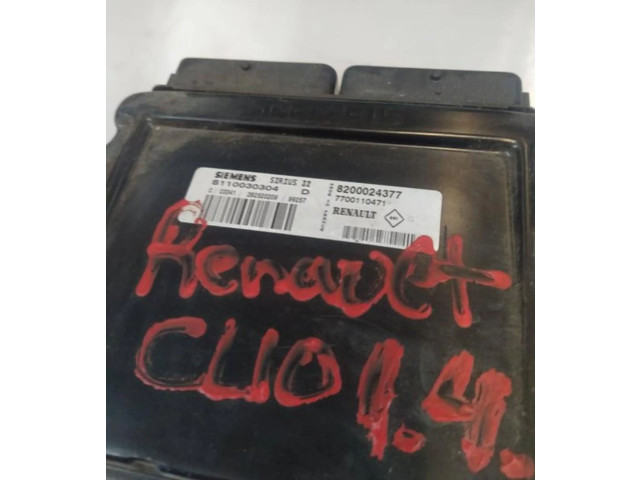 SIEMENS SIRIUS 32
S110030304 D
8200024377
7700110471
RENAULT
Renault
CLIO 1.4.